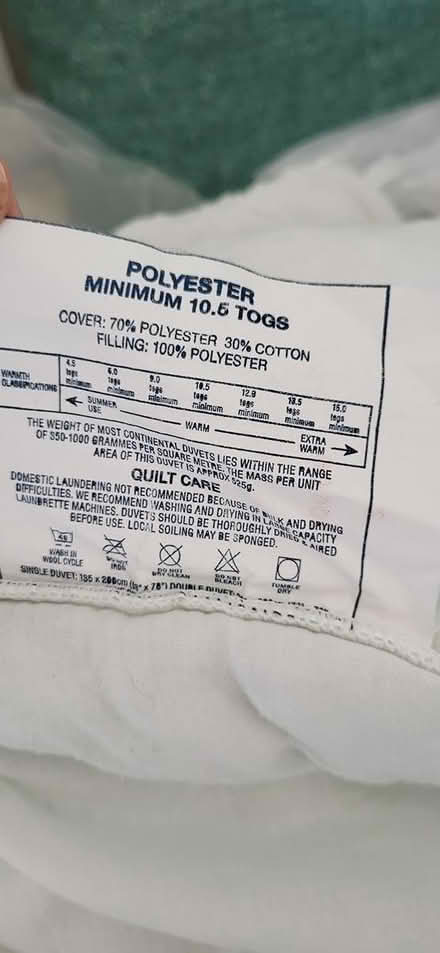 POLYESTER
MINIMUM 10.5 TOGS
COVER: 70% POLYESTER 30% COTTON
FILLING: 100% POLYESTER
WARMTH CLASSIFICATIONS
4.5 togs minimum 6.0 togs minimum 9.0 togs minimum 10.5 togs minimum 12.0 togs minimum 13.5 togs minimum 15.0 togs minimum
SUMMER USE WARM EXTRA WARM
THE WEIGHT OF MOST CONTINENTAL DUVETS LIES WITHIN THE RANGE
OF 350-1000 GRAMMES PER SQUARE METRE. THE MASS PER UNIT
AREA OF THIS DUVET IS APPROX 525g.
QUILT CARE
DOMESTIC LAUNDERING NOT RECOMMENDED BECAUSE OF BULK AND DRYING
DIFFICULTIES. WE RECOMMEND WASHING AND DRYING IN LARGE CAPACITY
LAUNDRETTE MACHINES. DUVETS SHOULD BE THOROUGHLY DRIED & AIRED
BEFORE USE. LOCAL SOILING MAY BE SPONGED.
WASH IN WOOL CYCLE
DO NOT IRON
DO NOT DRY CLEAN
DO NOT BLEACH
TUMBLE DRY
SINGLE DUVET: 135 x 200cm x 78") DOUBLE DUVET